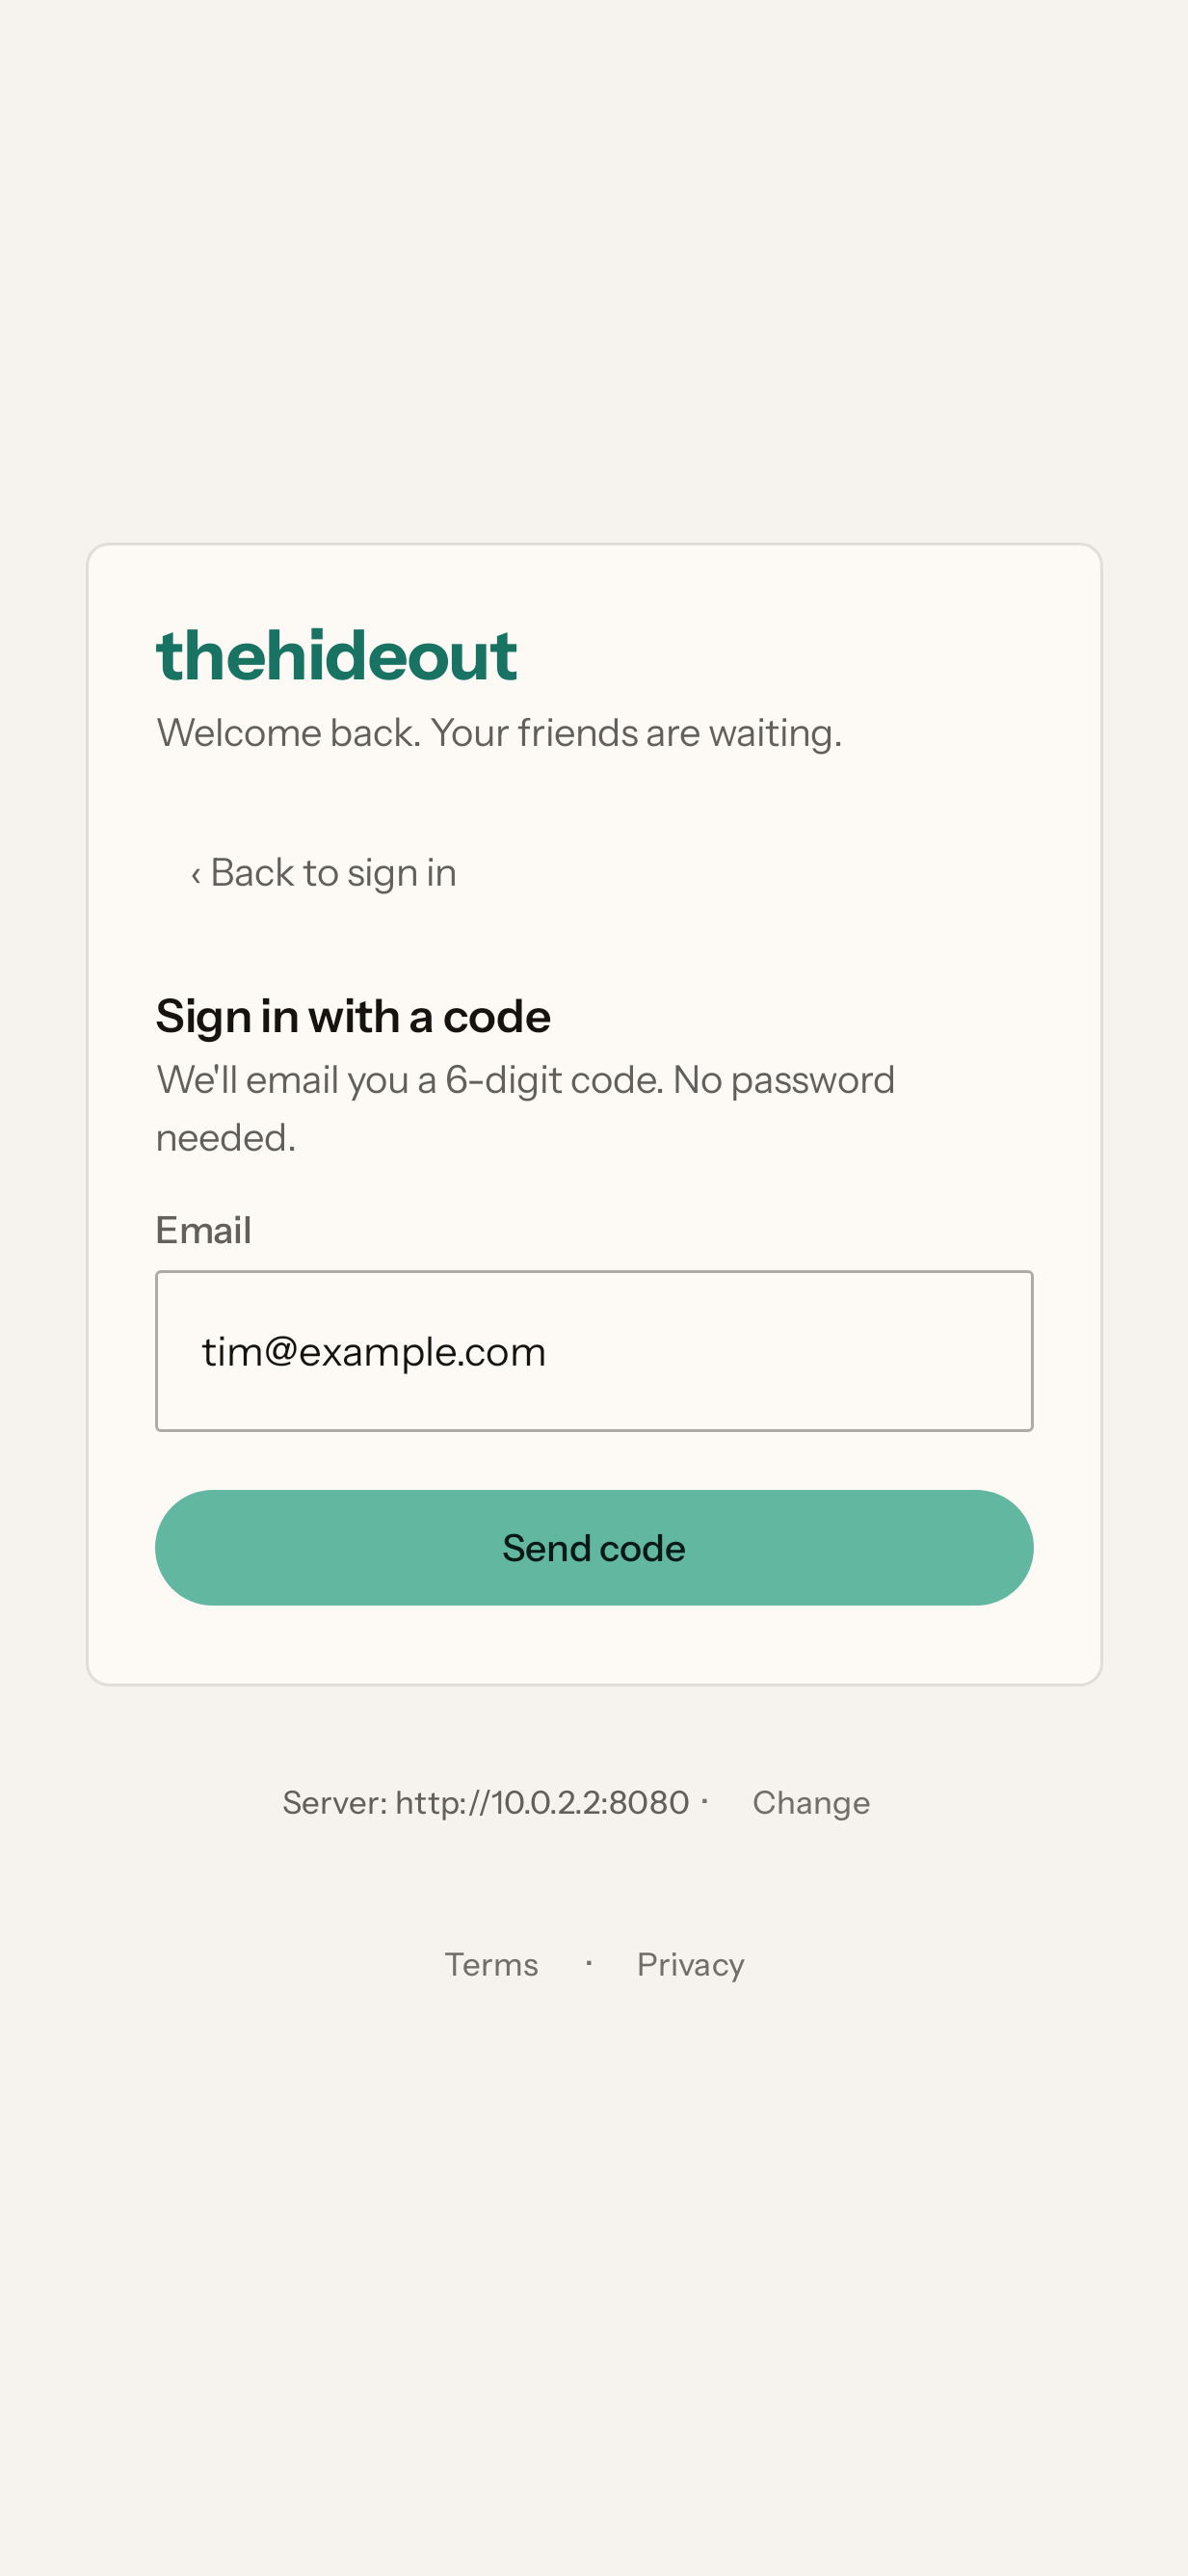 thehideout
Welcome back. Your friends are waiting.
‹ Back to sign in
Sign in with a code
We'll email you a 6-digit code. No password
needed.
Email
tim@example.com
Send code
Server: http://10.0.2.2:8080 · Change
Terms · Privacy